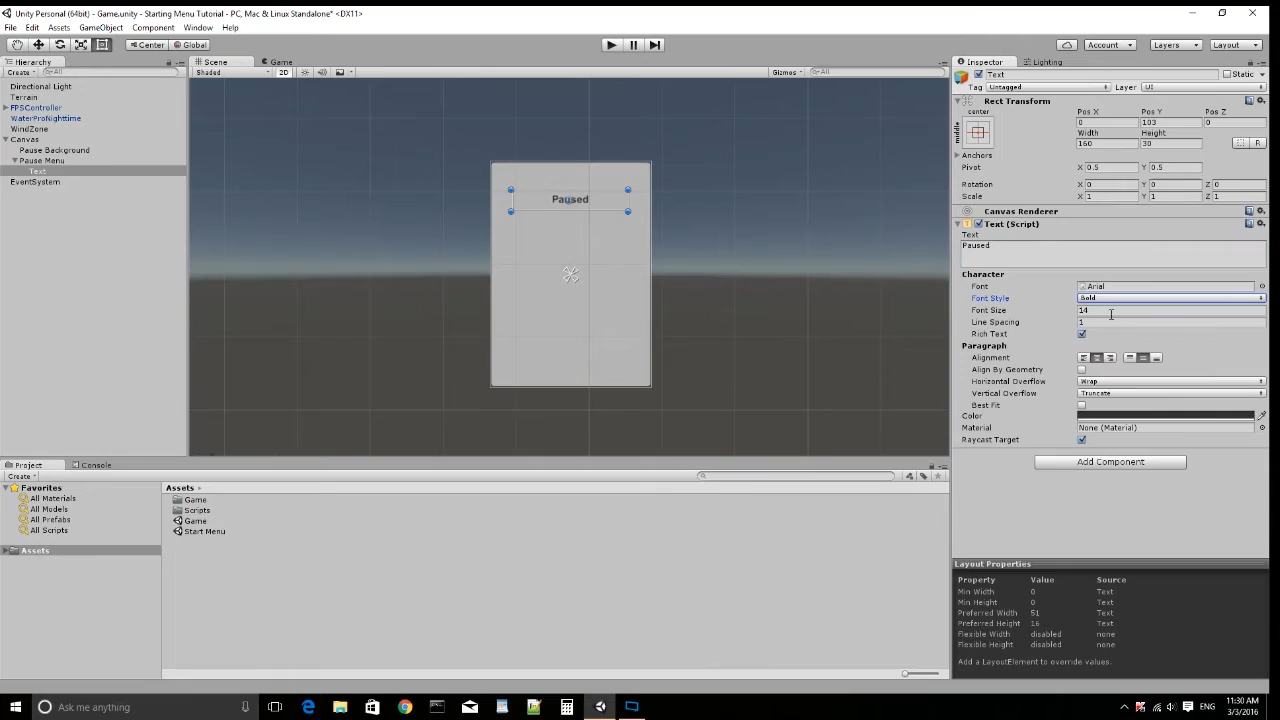 Unity Personal (64bit) - Game.unity - Starting Menu Tutorial - PC, Mac & Linux Standalone* <DX11>
File Edit Assets GameObject Component Window Help
Center Global Account Layers Layout
Hierarchy
Create All
Directional Light
Terrain
FPSController
WaterProNighttime
WindZone
Canvas
Pause Background
Pause Menu
Text
EventSystem
Scene Game
Shaded 2D Gizmos All
Paused
Inspector Lighting
Text Static
Tag Untagged Layer UI
Rect Transform
center Pos X Pos Y Pos Z
middle 0 103 0
Width Height
160 30 R
Anchors
Pivot X 0.5 Y 0.5
Rotation X 0 Y 0 Z 0
Scale X 1 Y 1 Z 1
Canvas Renderer
Text (Script)
Text
Paused
Character
Font Arial
Font Style Bold
Font Size 14
Line Spacing 1
Rich Text
Paragraph
Alignment
Align By Geometry
Horizontal Overflow Wrap
Vertical Overflow Truncate
Best Fit
Color
Material None (Material)
Raycast Target
Add Component
Project Console
Create
Favorites
All Materials
All Models
All Prefabs
All Scripts
Assets
Assets
Game
Scripts
Game
Start Menu
Layout Properties
Property Value Source
Min Width 0 Text
Min Height 0 Text
Preferred Width 51 Text
Preferred Height 16 Text
Flexible Width disabled none
Flexible Height disabled none
Add a LayoutElement to override values.
Ask me anything
ENG
11:30 AM
3/3/2016